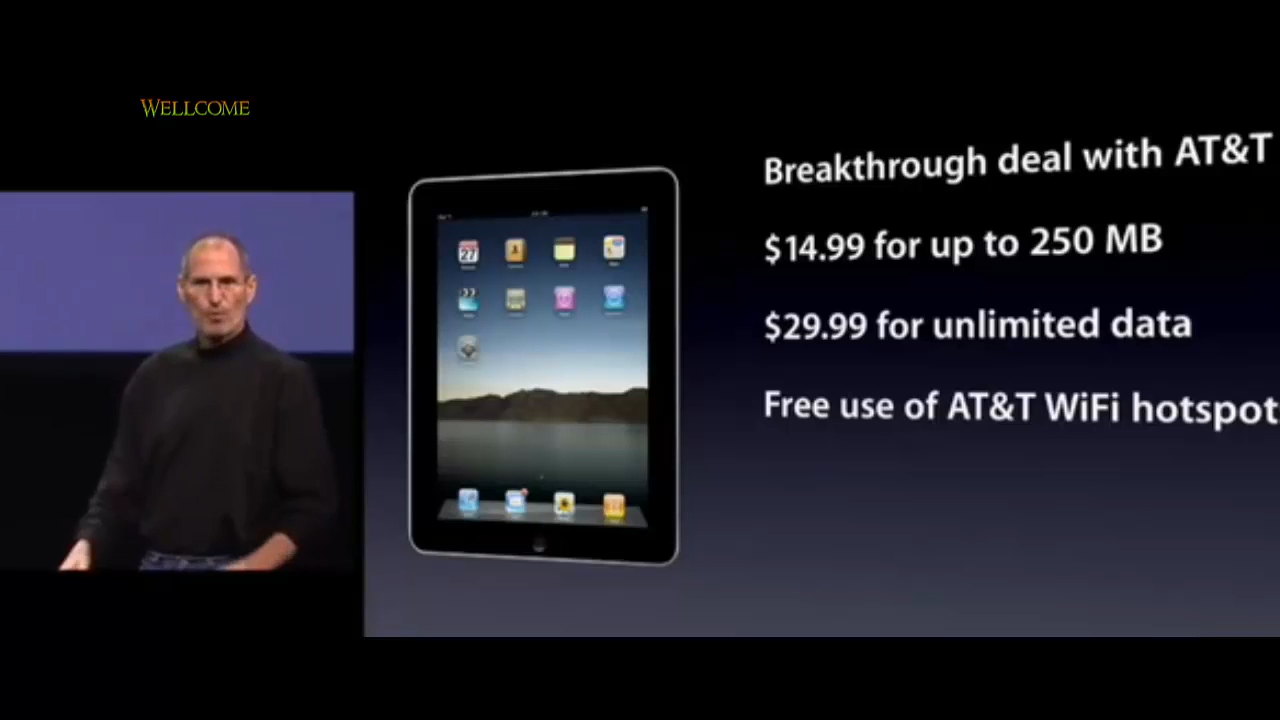 WELLCOME
Breakthrough deal with AT&T
$14.99 for up to 250 MB
$29.99 for unlimited data
Free use of AT&T WiFi hotspot
27